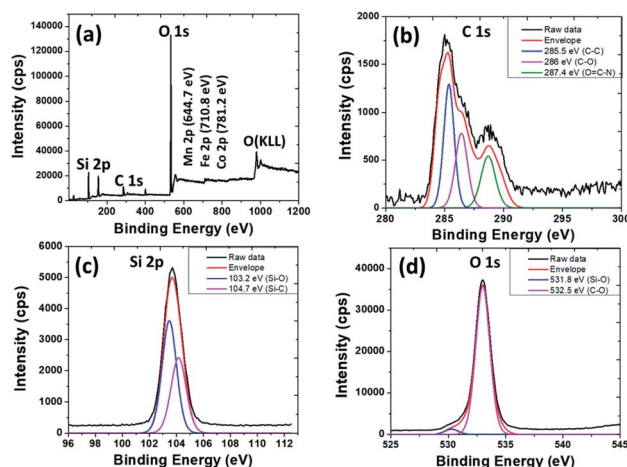 (a)
O 1s
Mn 2p (644.7 eV)
Fe 2p (710.8 eV)
Co 2p (781.2 eV)
O(KLL)
Si 2p
C 1s
Intensity (cps)
140000
120000
100000
80000
60000
40000
20000
0
200 400 600 800 1000 1200
Binding Energy (eV)
(b)
C 1s
Raw data
Envelope
285.5 eV (C-C)
286 eV (C-O)
287.4 eV (O=C-N)
Intensity (cps)
2000
1500
1000
500
0
280 285 290 295 300
Binding Energy (eV)
(c)
Si 2p
Raw data
Envelope
103.2 eV (Si-O)
104.7 eV (Si-C)
Intensity (cps)
6000
5000
4000
3000
2000
1000
0
96 98 100 102 104 106 108 110 112
Binding Energy (eV)
(d)
O 1s
Raw data
Envelope
531.8 eV (Si-O)
532.5 eV (C-O)
Intensity (cps)
40000
30000
20000
10000
0
525 530 535 540 545
Binding Energy (eV)